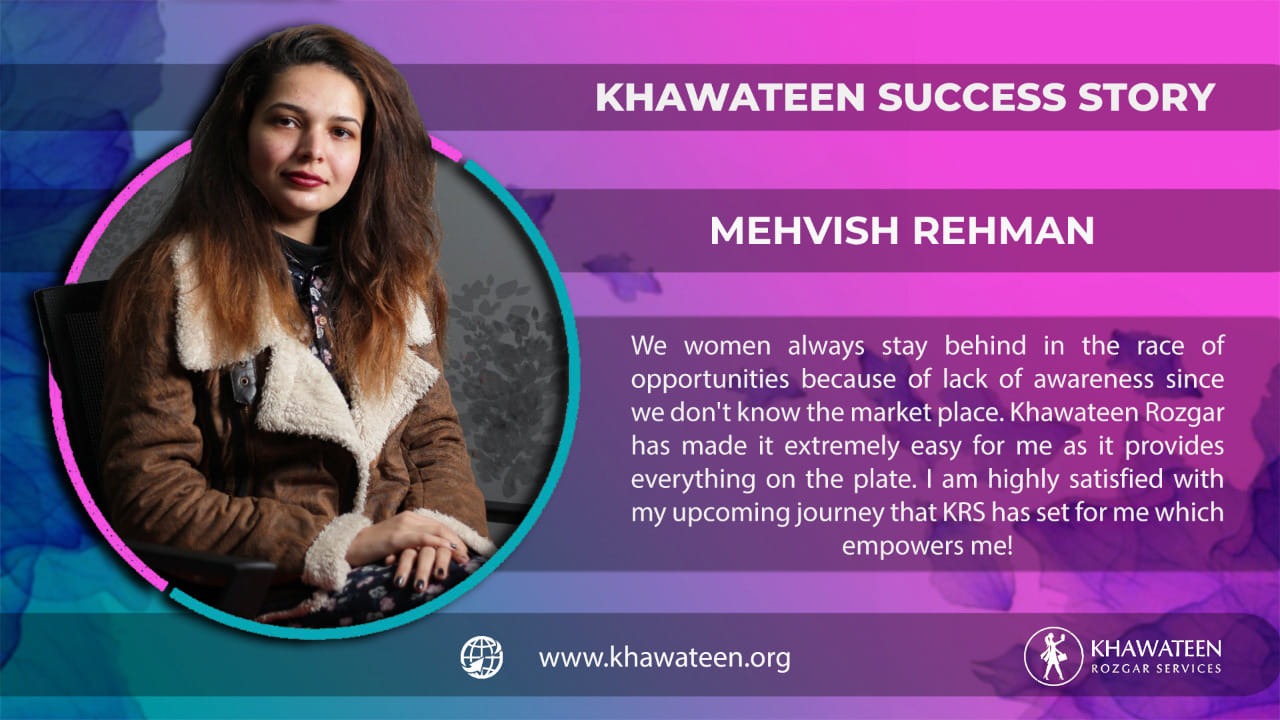 KHAWATEEN SUCCESS STORY
MEHVISH REHMAN
We women always stay behind in the race of
opportunities because of lack of awareness since
we don't know the market place. Khawateen Rozgar
has made it extremely easy for me as it provides
everything on the plate. I am highly satisfied with
my upcoming journey that KRS has set for me which
empowers me!
www.khawateen.org
KHAWATEEN
ROZGAR SERVICES